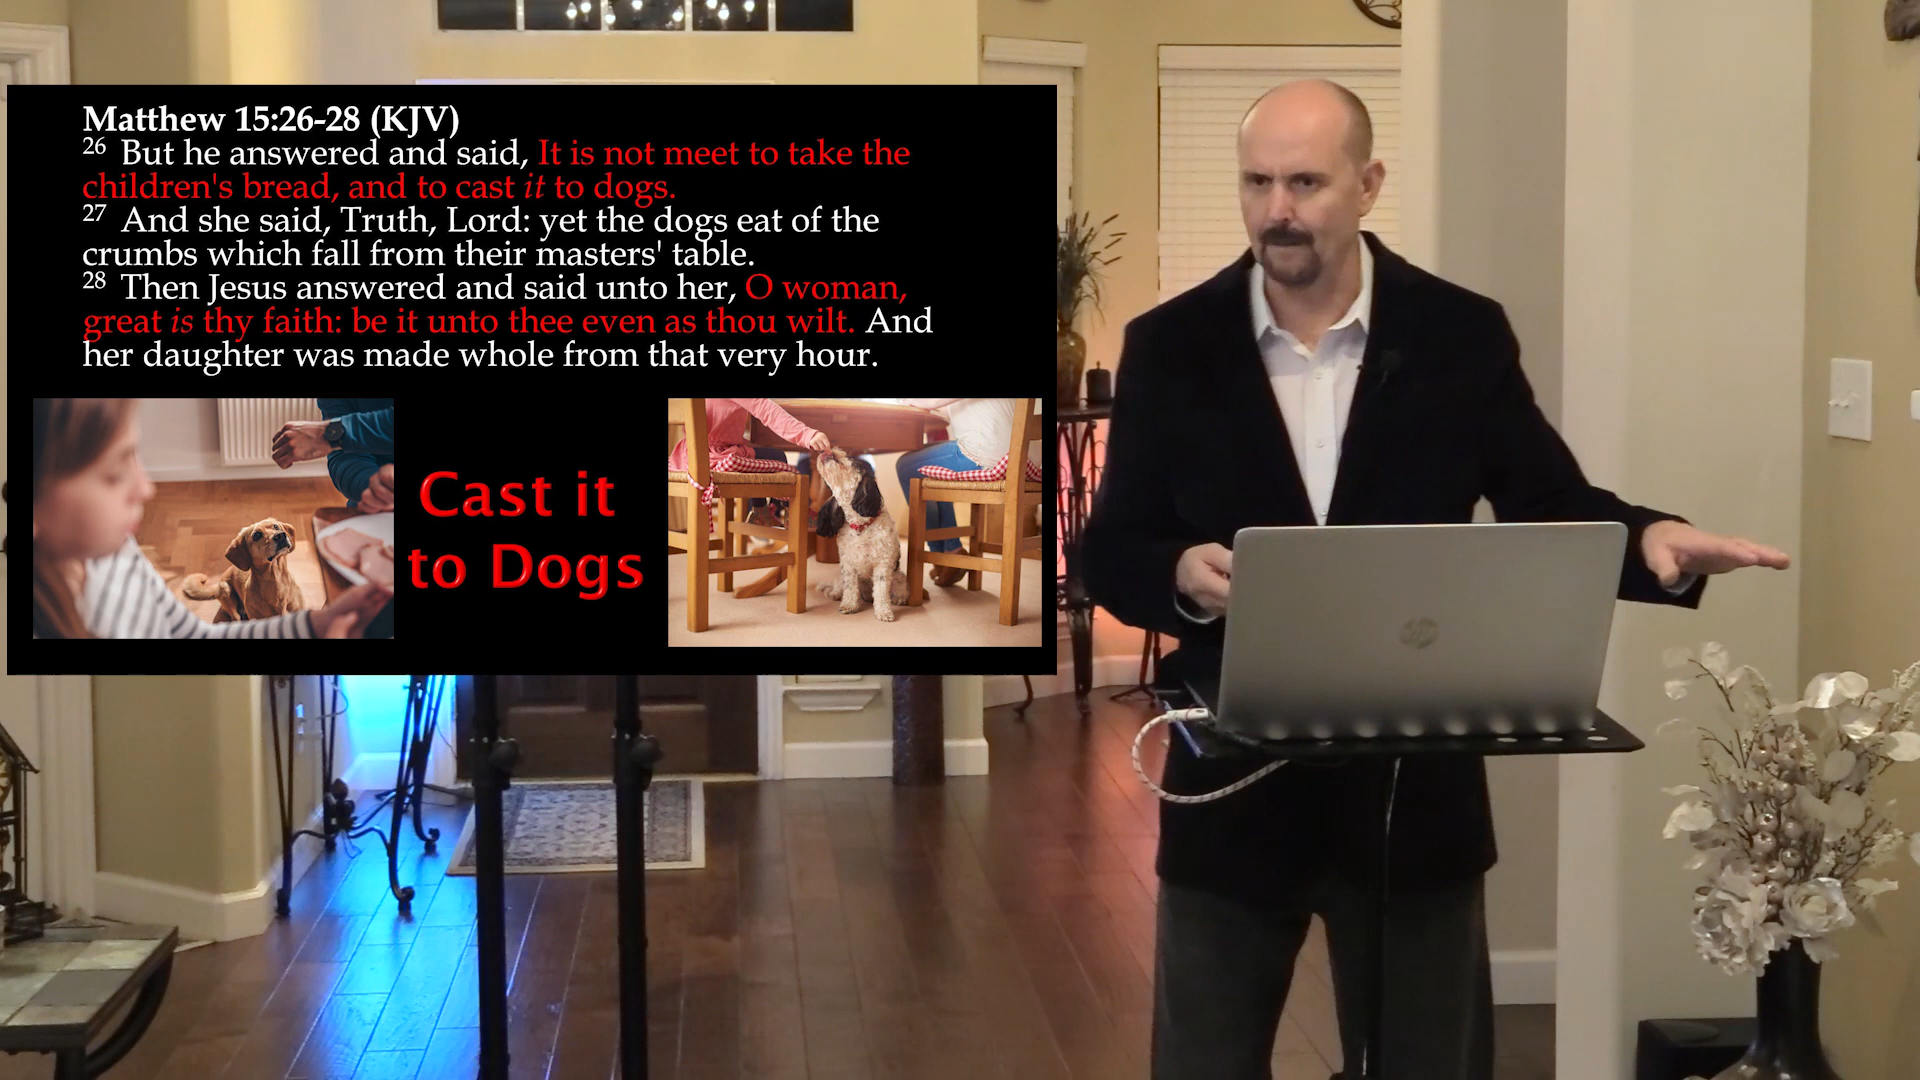 Matthew 15:26-28 (KJV)
26 But he answered and said, It is not meet to take the
children's bread, and to cast it to dogs.
27 And she said, Truth, Lord: yet the dogs eat of the
crumbs which fall from their masters' table.
28 Then Jesus answered and said unto her, O woman,
great is thy faith: be it unto thee even as thou wilt. And
her daughter was made whole from that very hour.
Cast it
to Dogs
hp